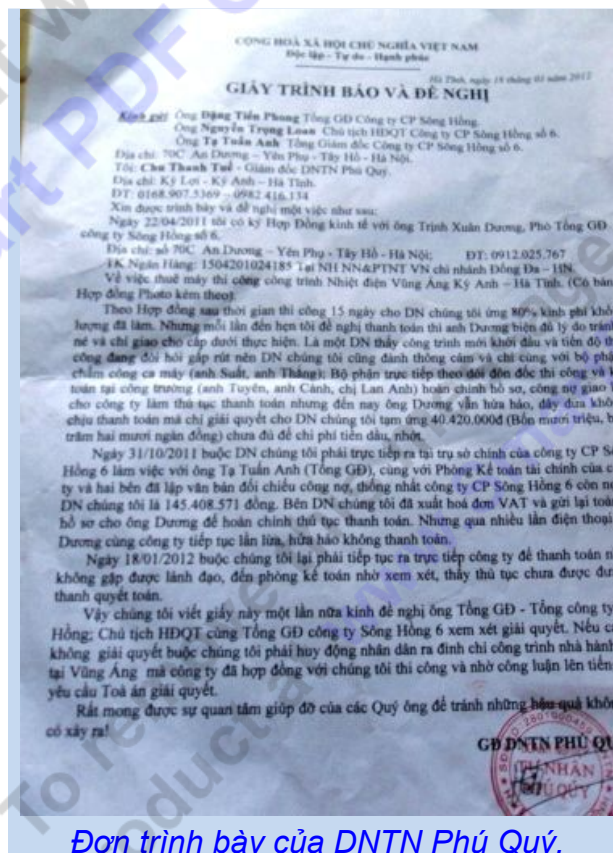 CỘNG HOÀ XÃ HỘI CHỦ NGHĨA VIỆT NAM
Độc lập - Tự do - Hạnh phúc
Hà Tĩnh, ngày 18 tháng 01 năm 2012
GIẤY TRÌNH BÁO VÀ ĐỀ NGHỊ
Kính gửi: Ông Đặng Tiến Phong Tổng GĐ Công ty CP Sông Hồng.
Ông Nguyễn Trọng Loan Chủ tịch HĐQT Công ty CP Sông Hồng số 6.
Ông Tạ Tuấn Anh Tổng Giám đốc Công ty CP Sông Hồng số 6.
Địa chỉ: 70C An Dương – Yên Phụ - Tây Hồ - Hà Nội.
Tôi: Chu Thanh Tuế - Giám đốc DNTN Phú Quý.
Địa chỉ: Kỳ Lợi - Kỳ Anh – Hà Tĩnh.
ĐT: 0168.907.5369 – 0982.416.134
Xin được trình bày và đề nghị một việc như sau:
Ngày 22/04/2011 tôi có ký Hợp Đồng kinh tế với ông Trịnh Xuân Dương, Phó Tổng GĐ
công ty Sông Hồng số 6.
Địa chỉ: số 70C An Dương – Yên Phụ - Tây Hồ - Hà Nội; ĐT: 0912.025.767
TK Ngân Hàng: 1504201024185 Tại NH NN&PTNT VN chi nhánh Đống Đa – HN.
Về việc thuê máy thi công công trình Nhiệt điện Vũng Áng Kỳ Anh – Hà Tĩnh. (Có bản
Hợp đồng Photo kèm theo).
Theo Hợp đồng sau thời gian thi công 15 ngày cho DN chúng tôi ứng 80% kinh phí khố
lượng đã làm. Nhưng mỗi lần đến hẹn tôi đề nghị thanh toán thì anh Dương biện đủ lý do trán
né và chỉ giao cho cấp dưới thực hiện. Là một DN thấy công trình mới khởi đầu và tiến độ th
công đang đòi hỏi gấp rút nên DN chúng tôi cũng đành thông cảm và chỉ cùng với bộ phậ
chấm công ca máy (anh Suất, anh Thăng); Bộ phận trực tiếp theo dõi đôn đốc thi công và k
toán tại công trường (anh Tuyên, anh Cảnh, chị Lan Anh) hoàn chỉnh hồ sơ, công nợ giao
cho công ty làm thủ tục thanh toán nhưng đến nay ông Dương vẫn hứa hảo, dây dưa khô
chịu thanh toán mà chỉ giải quyết cho DN chúng tôi tạm ứng 40.420.000đ (Bốn mươi triệu, b
trăm hai mươi ngàn đồng) chưa đủ để chi phí tiền dầu, nhớt.
Ngày 31/10/2011 buộc DN chúng tôi phải trực tiếp ra tại trụ sở chính của công ty CP Sô
Hồng 6 làm việc với ông Tạ Tuấn Anh (Tổng GĐ), cùng với Phòng Kế toán tài chính của c
ty và hai bên đã lập văn bản đối chiếu công nợ, thống nhất công ty CP Sông Hồng 6 còn n
DN chúng tôi là 145.408.571 đồng. Bên DN chúng tôi đã xuất hoá đơn VAT và gửi lại toà
hồ sơ cho ông Dương để hoàn chỉnh thủ tục thanh toán. Nhưng qua nhiều lần điện thoại
Dương cùng công ty tiếp tục lần lữa, hứa hảo không thanh toán.
Ngày 18/01/2012 buộc chúng tôi lại phải tiếp tục ra trực tiếp công ty để thanh toán n
không gặp được lãnh đạo, đến phòng kế toán nhờ xem xét, thấy thủ tục chưa được đư
thanh quyết toán.
Vậy chúng tôi viết giấy này một lần nữa kính đề nghị ông Tổng GĐ - Tổng công ty
Hồng; Chủ tịch HĐQT cùng Tổng GĐ công ty Sông Hồng 6 xem xét giải quyết. Nếu cá
không giải quyết buộc chúng tôi phải huy động nhân dân ra đình chỉ công trình nhà hành
tại Vũng Áng mà công ty đã hợp đồng với chúng tôi thi công và nhờ công luận lên tiến
yêu cầu Toà án giải quyết.
Rất mong được sự quan tâm giúp đỡ của các Quý ông để tránh những hậu quả khô
có xảy ra!
GĐ DNTN PHÚ QU
TƯ NHÂN
PHÚ QUÝ
Đơn trình bày của DNTN Phú Quý.